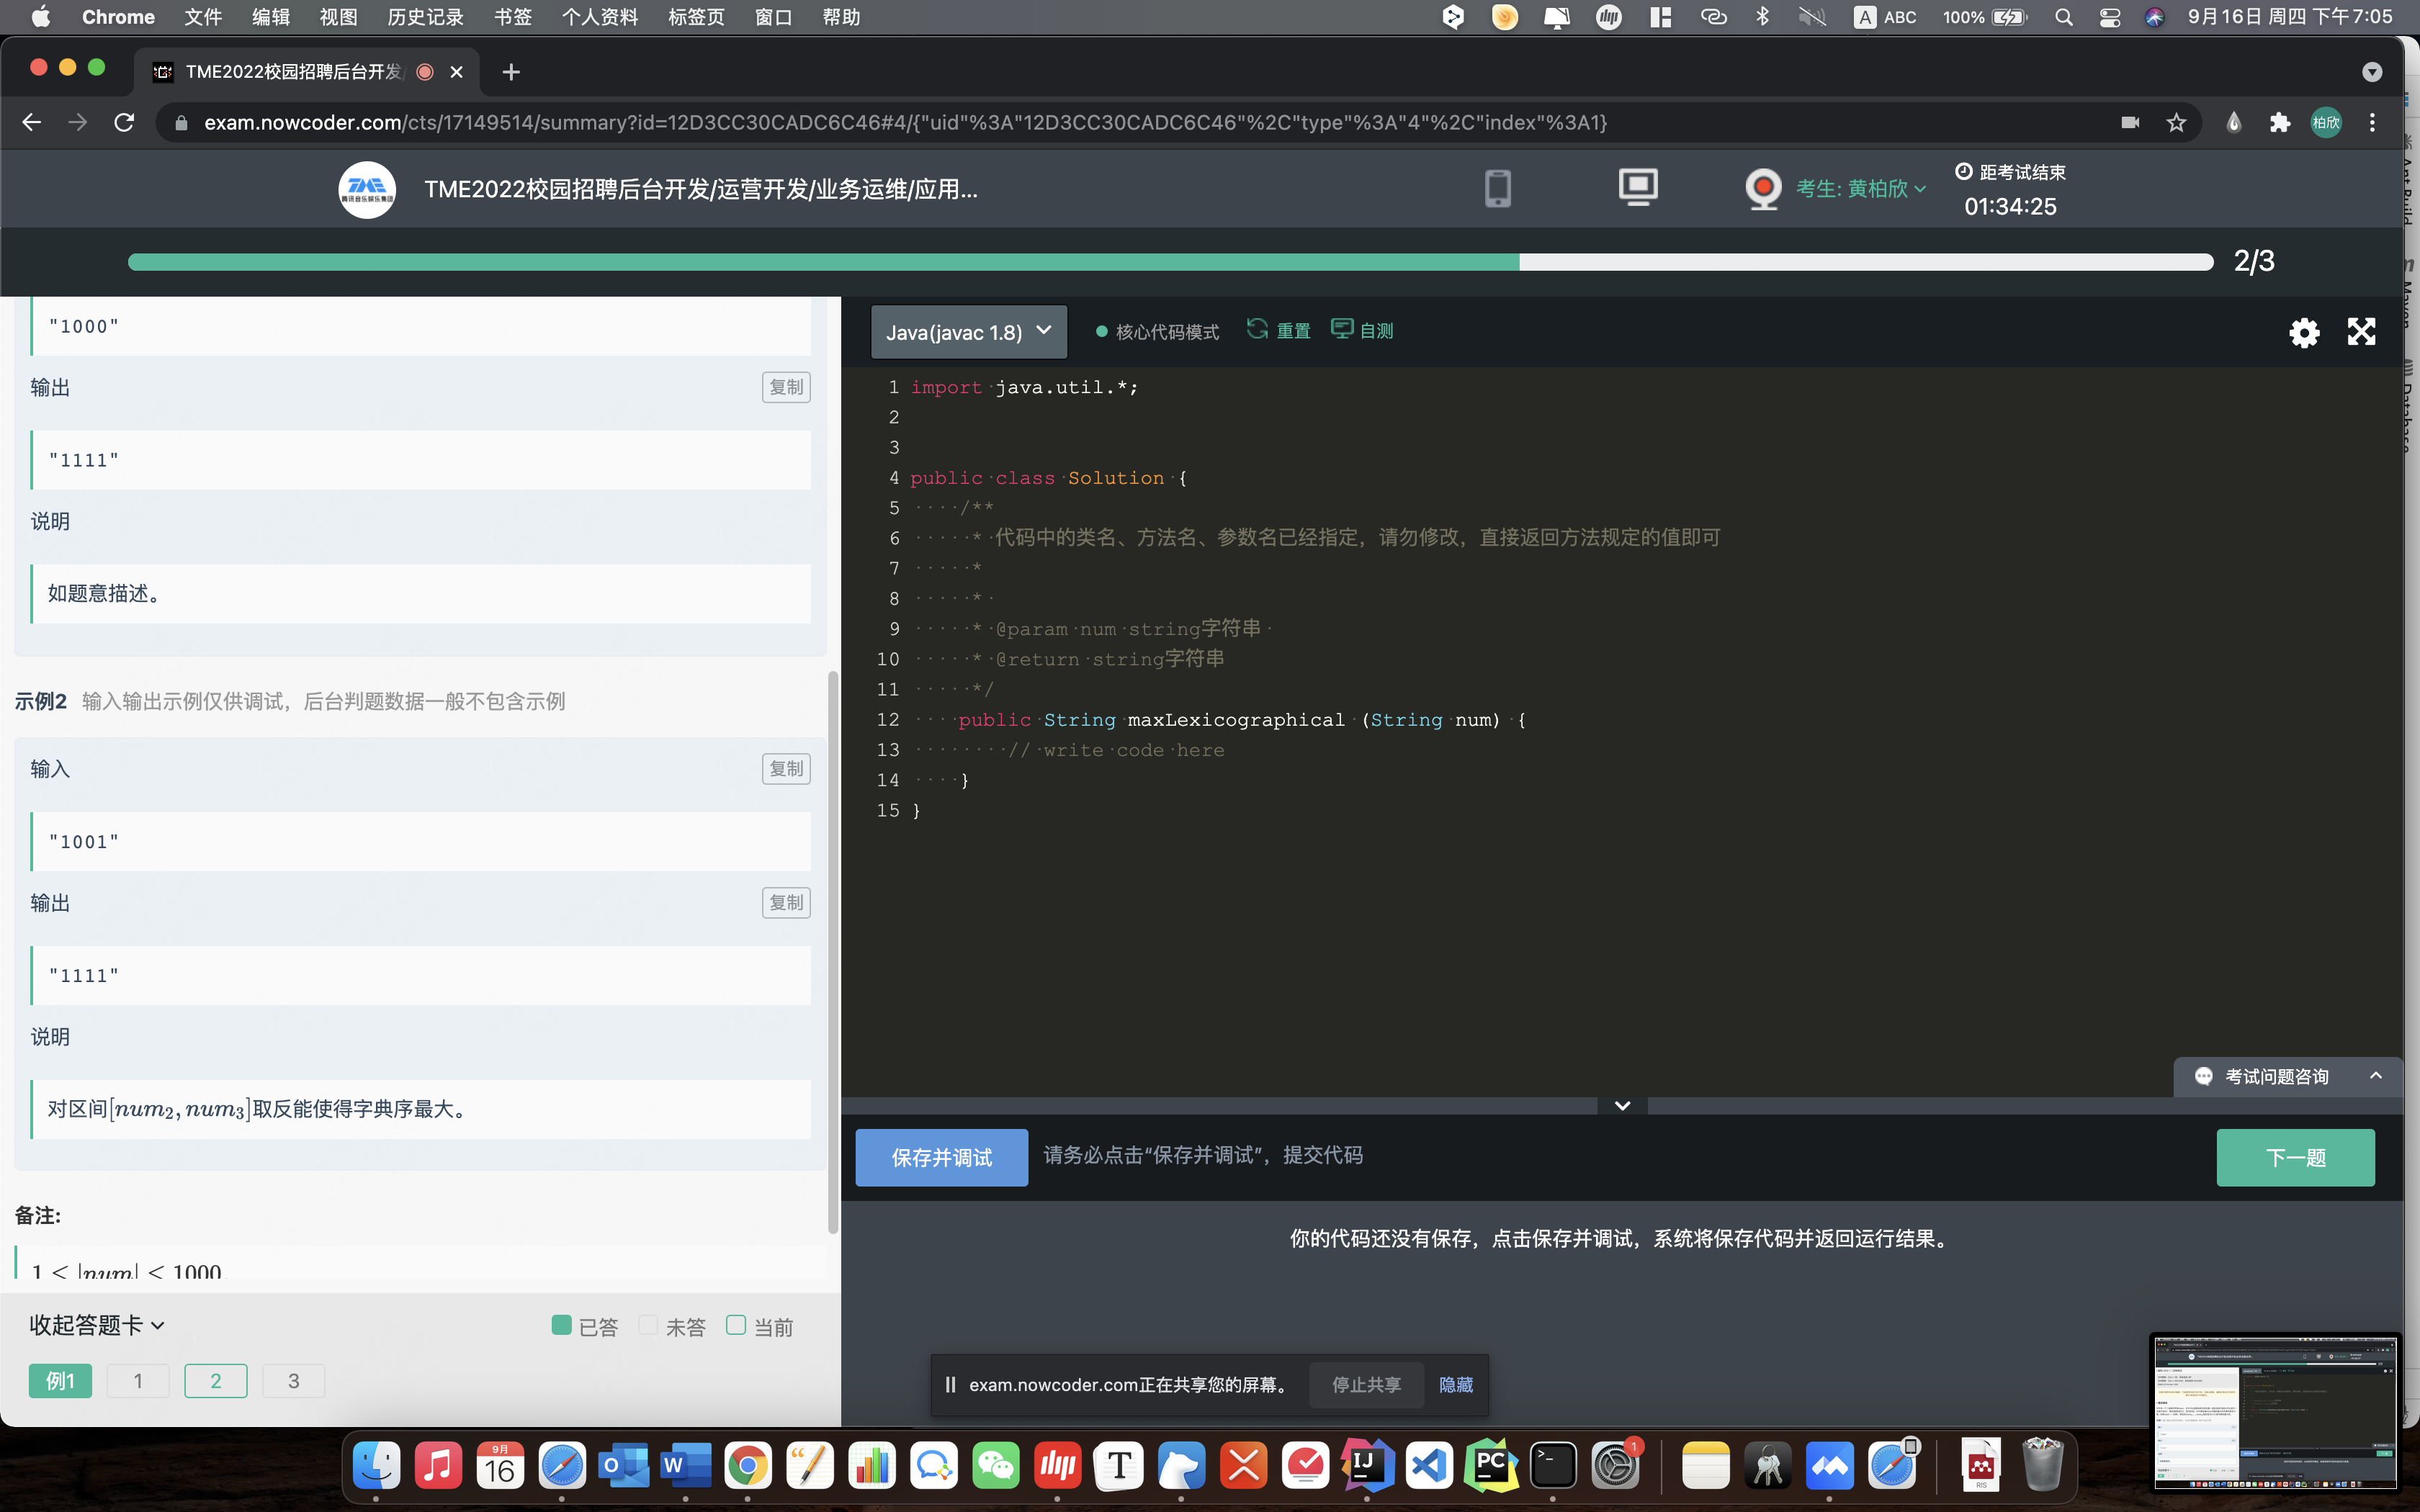 Chrome 文件 编辑 视图 历史记录 书签 个人资料 标签页 窗口 帮助
A ABC 100% 9月16日 周四 下午7:05
TME2022校园招聘后台开发/
exam.nowcoder.com/cts/17149514/summary?id=12D3CC30CADC6C46#4/{"uid"%3A"12D3CC30CADC6C46"%2C"type"%3A"4"%2C"index"%3A1}
柏欣
TME
腾讯音乐娱乐集团
TME2022校园招聘后台开发/运营开发/业务运维/应用...
考生: 黄柏欣
距考试结束
01:34:25
2/3
"1000"
输出
复制
"1111"
说明
如题意描述。
示例2 输入输出示例仅供调试，后台判题数据一般不包含示例
输入
复制
"1001"
输出
复制
"1111"
说明
对区间[num₂, num₃]取反能使得字典序最大。
备注:
1 ≤ |num| ≤ 1000
收起答题卡
已答 未答 当前
例1 1 2 3
Java(javac 1.8) 核心代码模式 重置 自测
1 import java.util.*;
2
3
4 public class Solution {
5 /**
6 * 代码中的类名、方法名、参数名已经指定，请勿修改，直接返回方法规定的值即可
7 *
8 *
9 * @param num string字符串
10 * @return string字符串
11 */
12 public String maxLexicographical (String num) {
13 // write code here
14 }
15 }
考试问题咨询
保存并调试 请务必点击“保存并调试”，提交代码 下一题
你的代码还没有保存，点击保存并调试，系统将保存代码并返回运行结果。
exam.nowcoder.com正在共享您的屏幕。 停止共享 隐藏
9月
16
O
W
T
IJ
PC
>_
1
RIS
Database
Maven
Ant Build